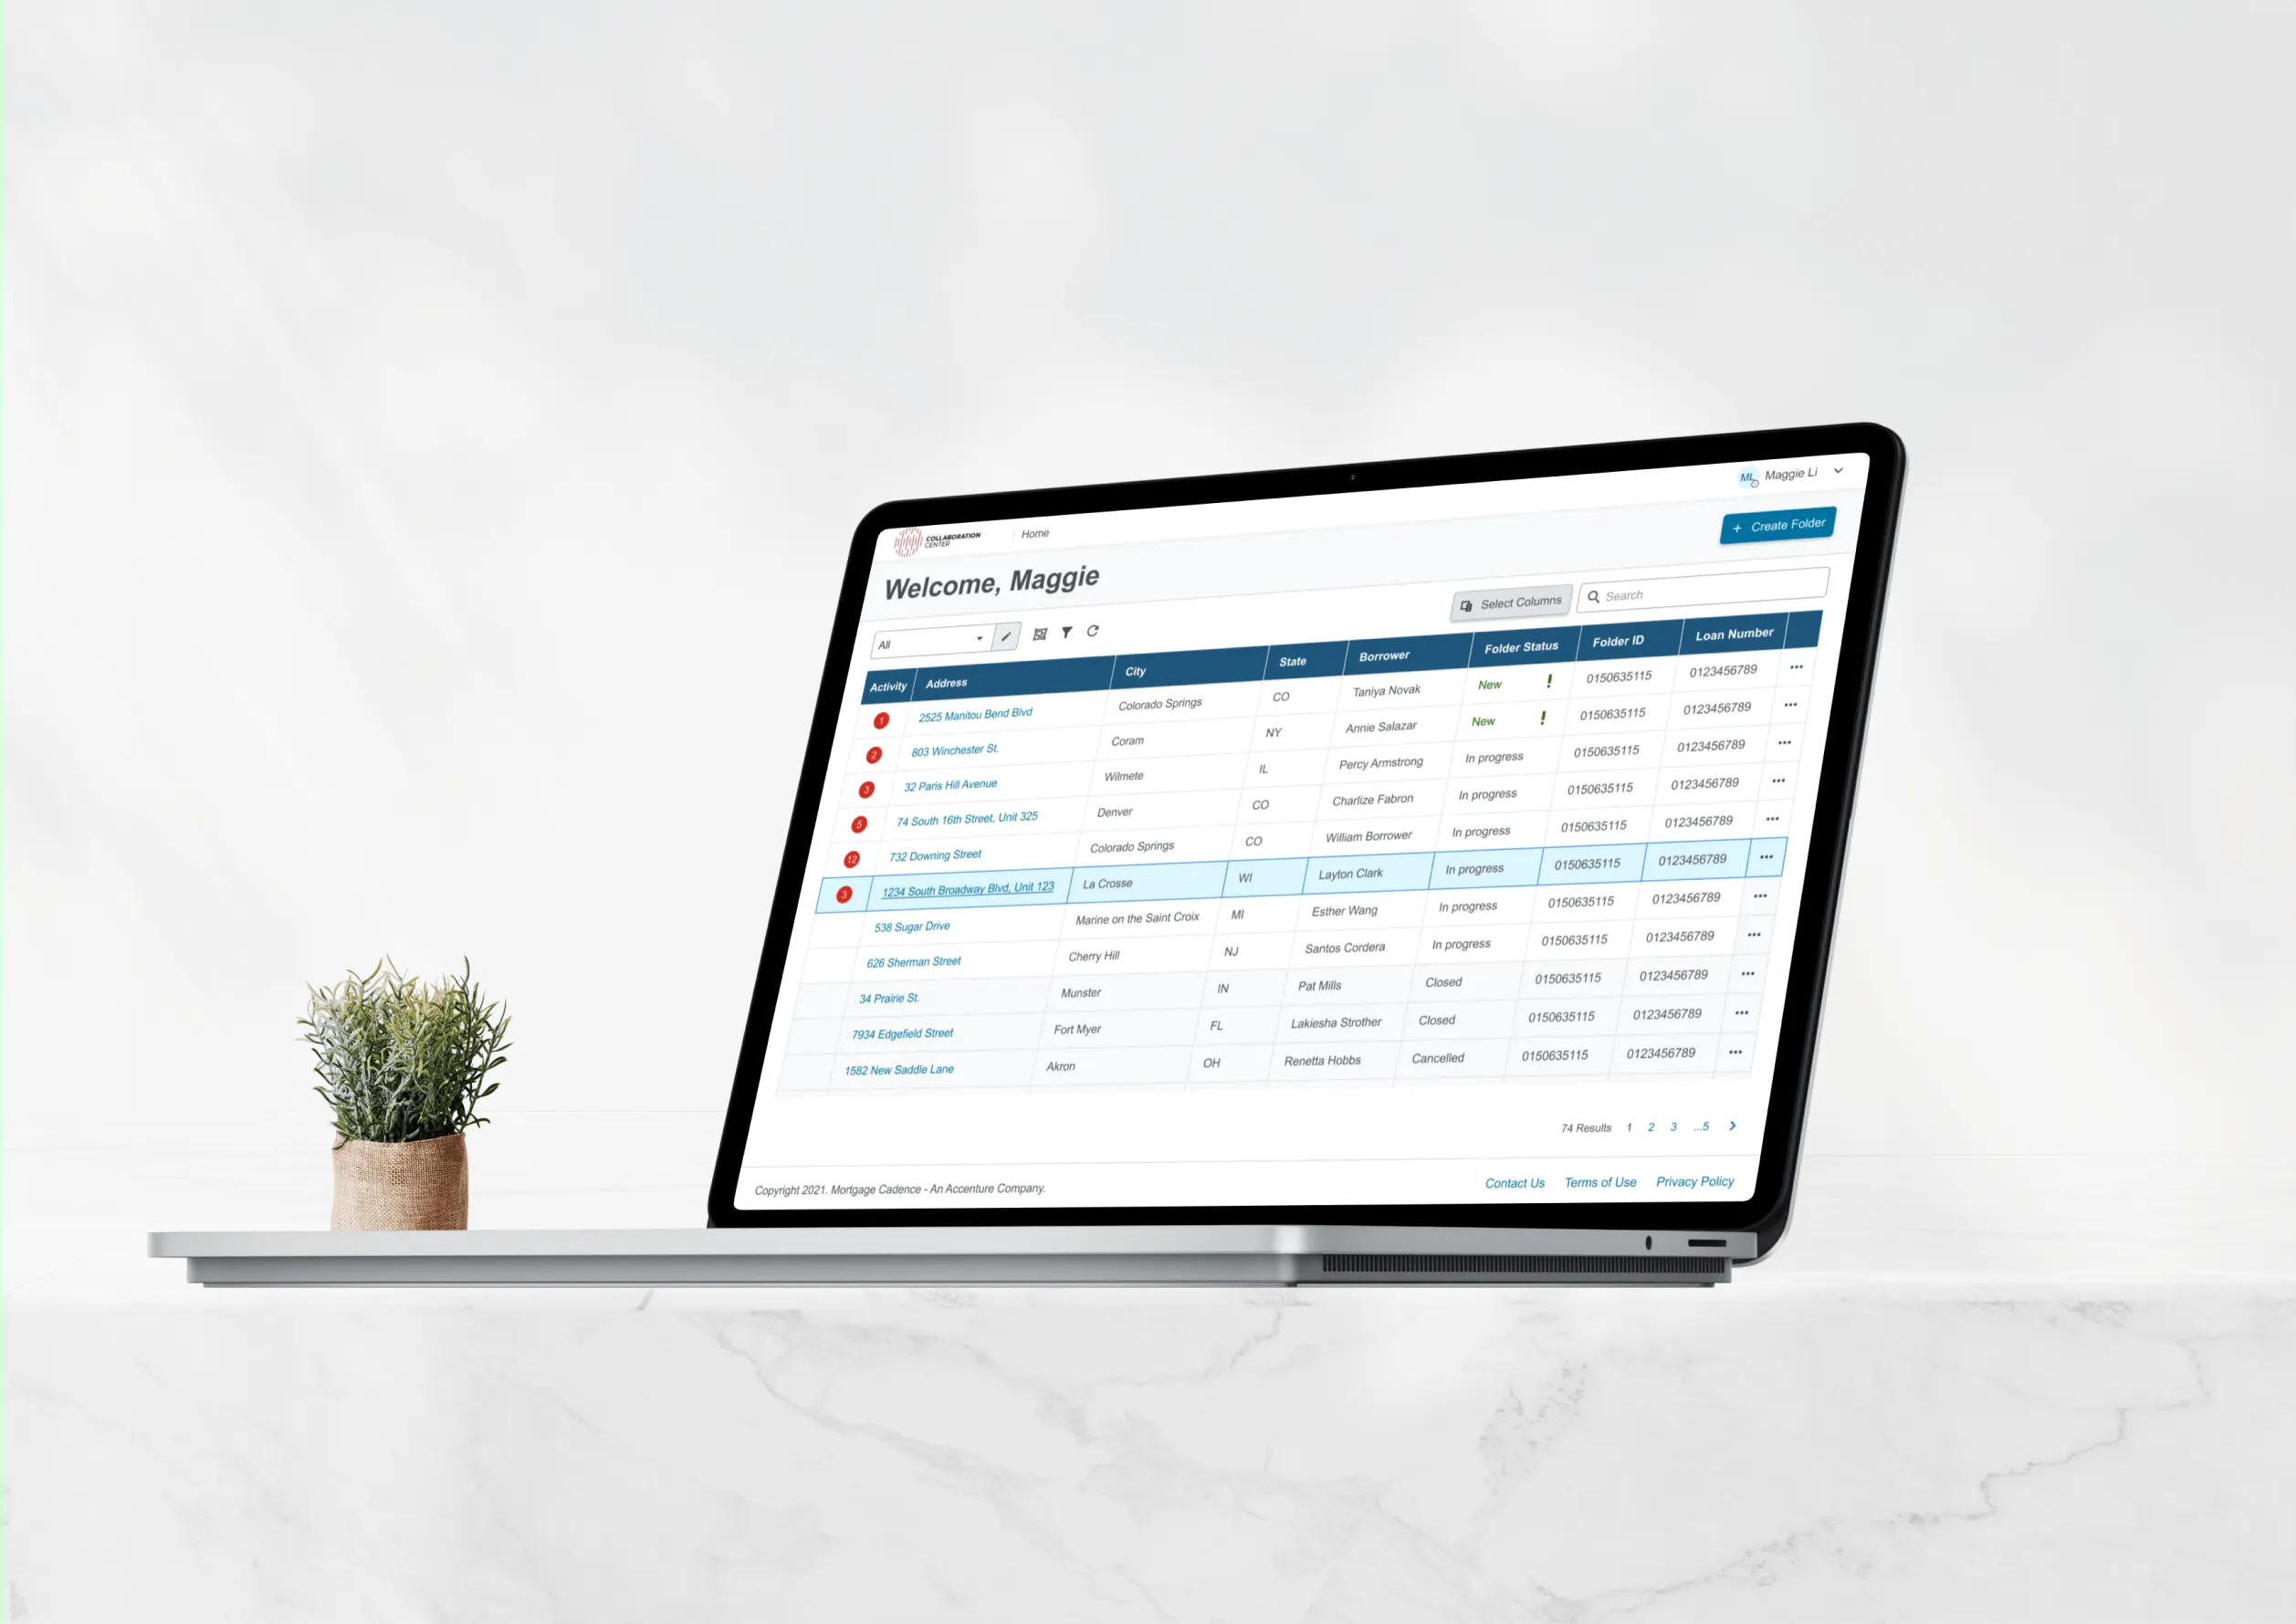 ML Maggie Li
COLLABORATION
CENTER
Home
+ Create Folder
Welcome, Maggie
All
Select Columns
Search
Activity Address City State Borrower Folder Status Folder ID Loan Number
1 2525 Manitou Bend Blvd Colorado Springs CO Taniya Novak New ! 0150635115 0123456789 •••
2 803 Winchester St. Coram NY Annie Salazar New ! 0150635115 0123456789 •••
3 32 Paris Hill Avenue Wilmete IL Percy Armstrong In progress 0150635115 0123456789 •••
5 74 South 16th Street, Unit 325 Denver CO Charlize Fabron In progress 0150635115 0123456789 •••
12 732 Downing Street Colorado Springs CO William Borrower In progress 0150635115 0123456789 •••
3 1234 South Broadway Blvd, Unit 123 La Crosse WI Layton Clark In progress 0150635115 0123456789 •••
538 Sugar Drive Marine on the Saint Croix MI Esther Wang In progress 0150635115 0123456789 •••
626 Sherman Street Cherry Hill NJ Santos Cordera In progress 0150635115 0123456789 •••
34 Prairie St. Munster IN Pat Mills Closed 0150635115 0123456789 •••
7934 Edgefield Street Fort Myer FL Lakiesha Strother Closed 0150635115 0123456789 •••
1582 New Saddle Lane Akron OH Renetta Hobbs Cancelled 0150635115 0123456789 •••
74 Results 1 2 3 ...5 >
Copyright 2021. Mortgage Cadence - An Accenture Company.
Contact Us Terms of Use Privacy Policy